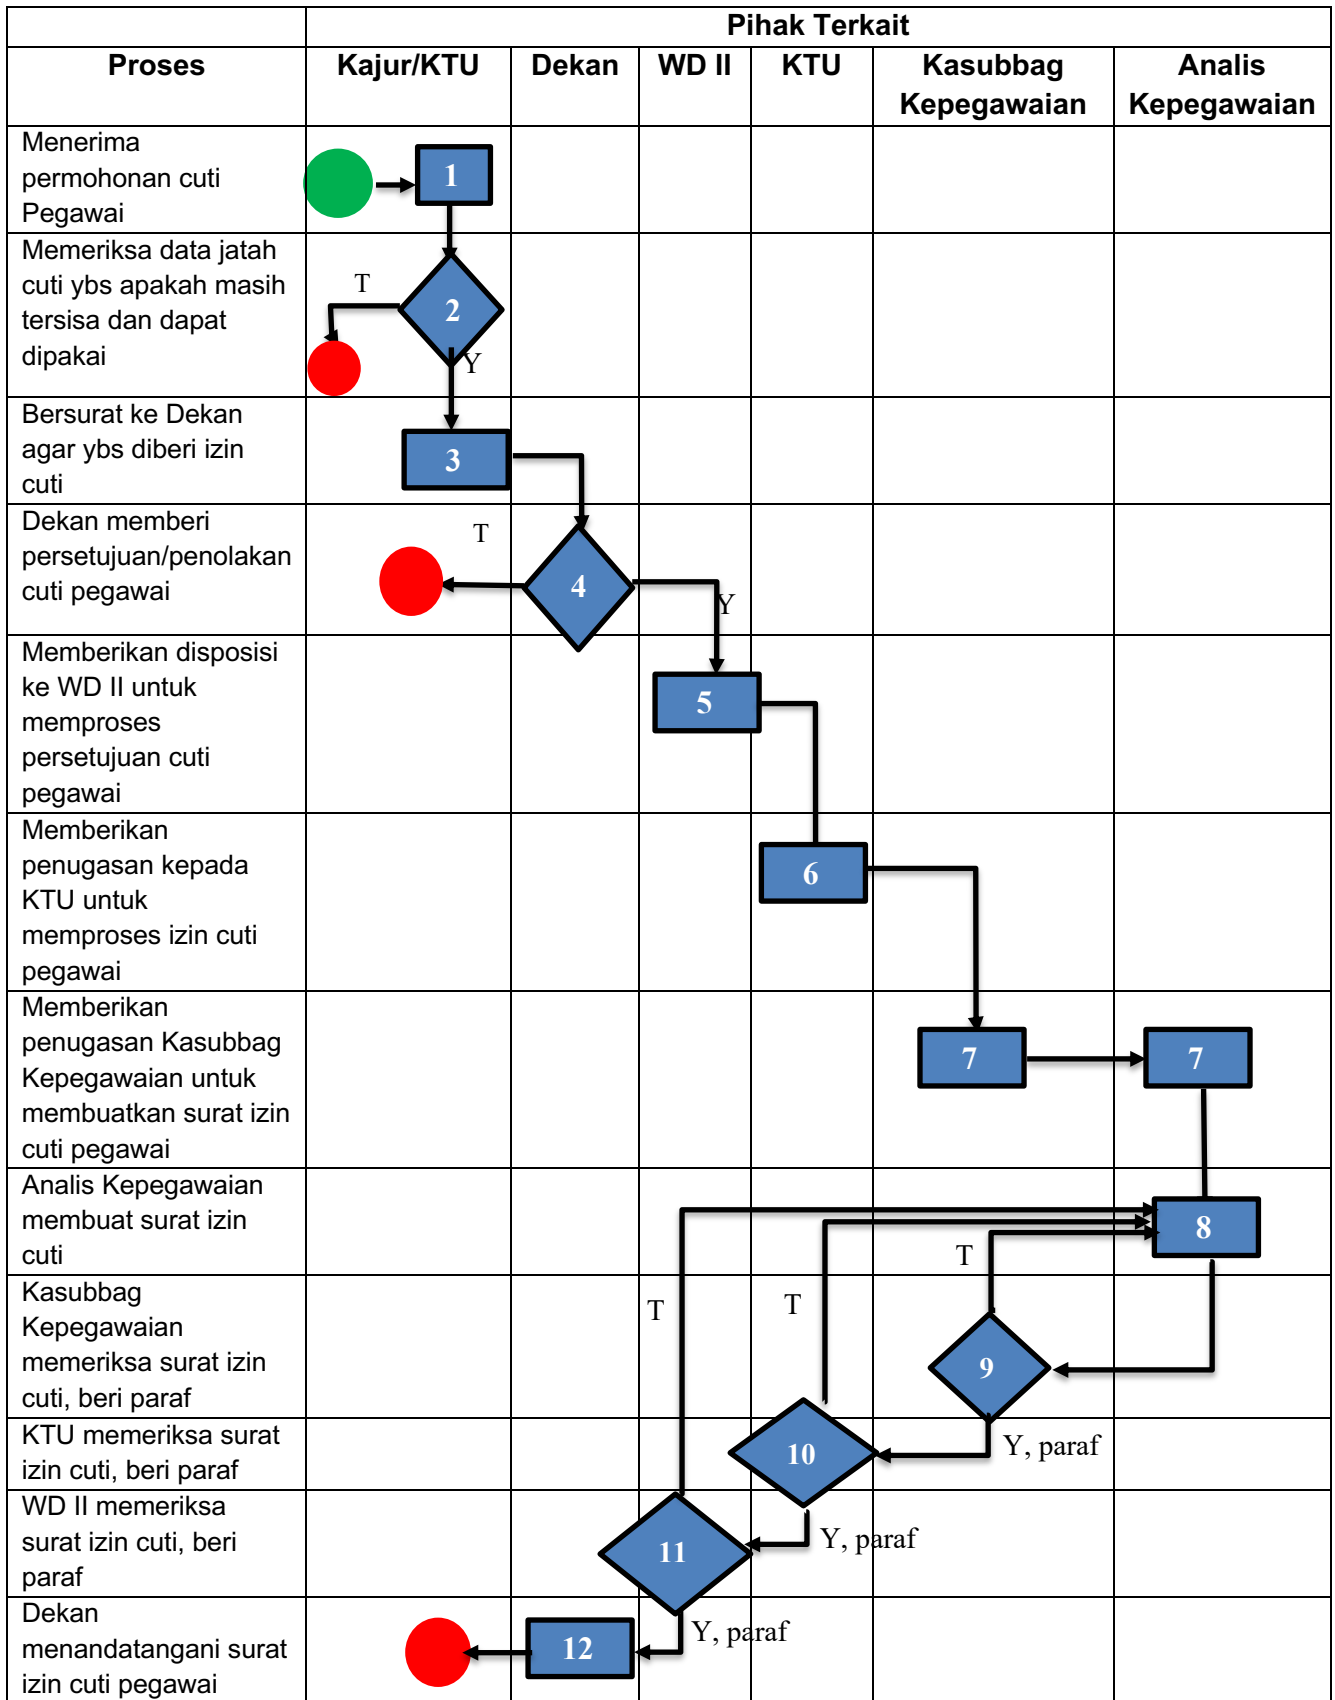 Pihak Terkait
Proses
Kajur/KTU
Dekan
WD II
KTU
Kasubbag
Kepegawaian
Analis
Kepegawaian
Menerima
permohonan cuti
Pegawai
1
Memeriksa data jatah
cuti ybs apakah masih
tersisa dan dapat
dipakai
T
2
Y
Bersurat ke Dekan
agar ybs diberi izin
cuti
3
Dekan memberi
persetujuan/penolakan
cuti pegawai
T
4
Y
Memberikan disposisi
ke WD II untuk
memproses
persetujuan cuti
pegawai
5
Memberikan
penugasan kepada
KTU untuk
memproses izin cuti
pegawai
6
Memberikan
penugasan Kasubbag
Kepegawaian untuk
membuatkan surat izin
cuti pegawai
7
7
Analis Kepegawaian
membuat surat izin
cuti
8
T
Kasubbag
Kepegawaian
memeriksa surat izin
cuti, beri paraf
T
T
9
KTU memeriksa surat
izin cuti, beri paraf
10
Y, paraf
WD II memeriksa
surat izin cuti, beri
paraf
11
Y, paraf
Dekan
menandatangani surat
izin cuti pegawai
12
Y, paraf